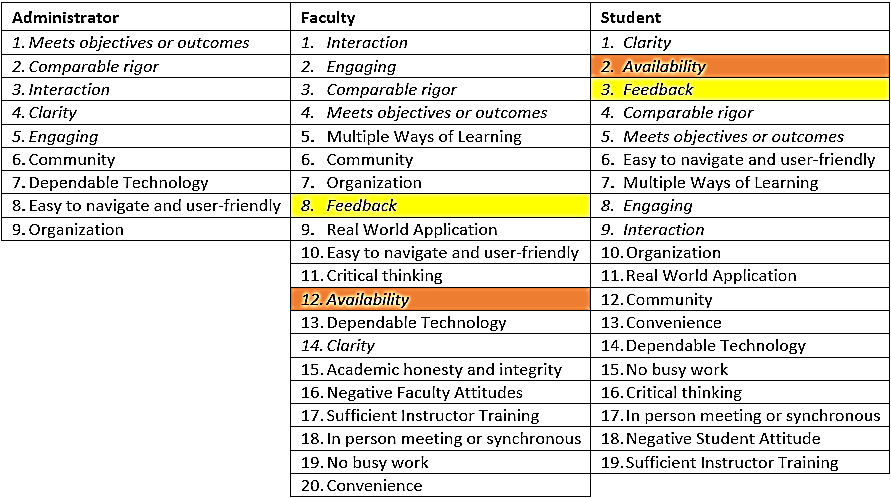 Administrator Faculty Student
1. Meets objectives or outcomes 1. Interaction 1. Clarity
2. Comparable rigor 2. Engaging 2. Availability
3. Interaction 3. Comparable rigor 3. Feedback
4. Clarity 4. Meets objectives or outcomes 4. Comparable rigor
5. Engaging 5. Multiple Ways of Learning 5. Meets objectives or outcomes
6. Community 6. Community 6. Easy to navigate and user-friendly
7. Dependable Technology 7. Organization 7. Multiple Ways of Learning
8. Easy to navigate and user-friendly 8. Feedback 8. Engaging
9. Organization 9. Real World Application 9. Interaction
10. Easy to navigate and user-friendly 10. Organization
11. Critical thinking 11. Real World Application
12. Availability 12. Community
13. Dependable Technology 13. Convenience
14. Clarity 14. Dependable Technology
15. Academic honesty and integrity 15. No busy work
16. Negative Faculty Attitudes 16. Critical thinking
17. Sufficient Instructor Training 17. In person meeting or synchronous
18. In person meeting or synchronous 18. Negative Student Attitude
19. No busy work 19. Sufficient Instructor Training
20. Convenience